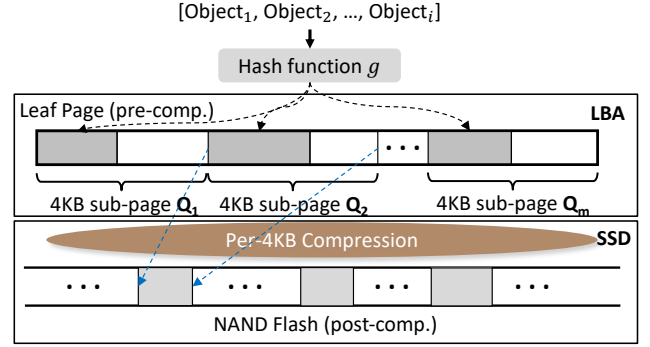 [Object₁, Object₂, …, Objectᵢ]
Hash function g
Leaf Page (pre-comp.) LBA
• • •
4KB sub-page Q₁ 4KB sub-page Q₂ 4KB sub-page Qₘ
Per-4KB Compression SSD
• • • • • • • • • • • •
NAND Flash (post-comp.)